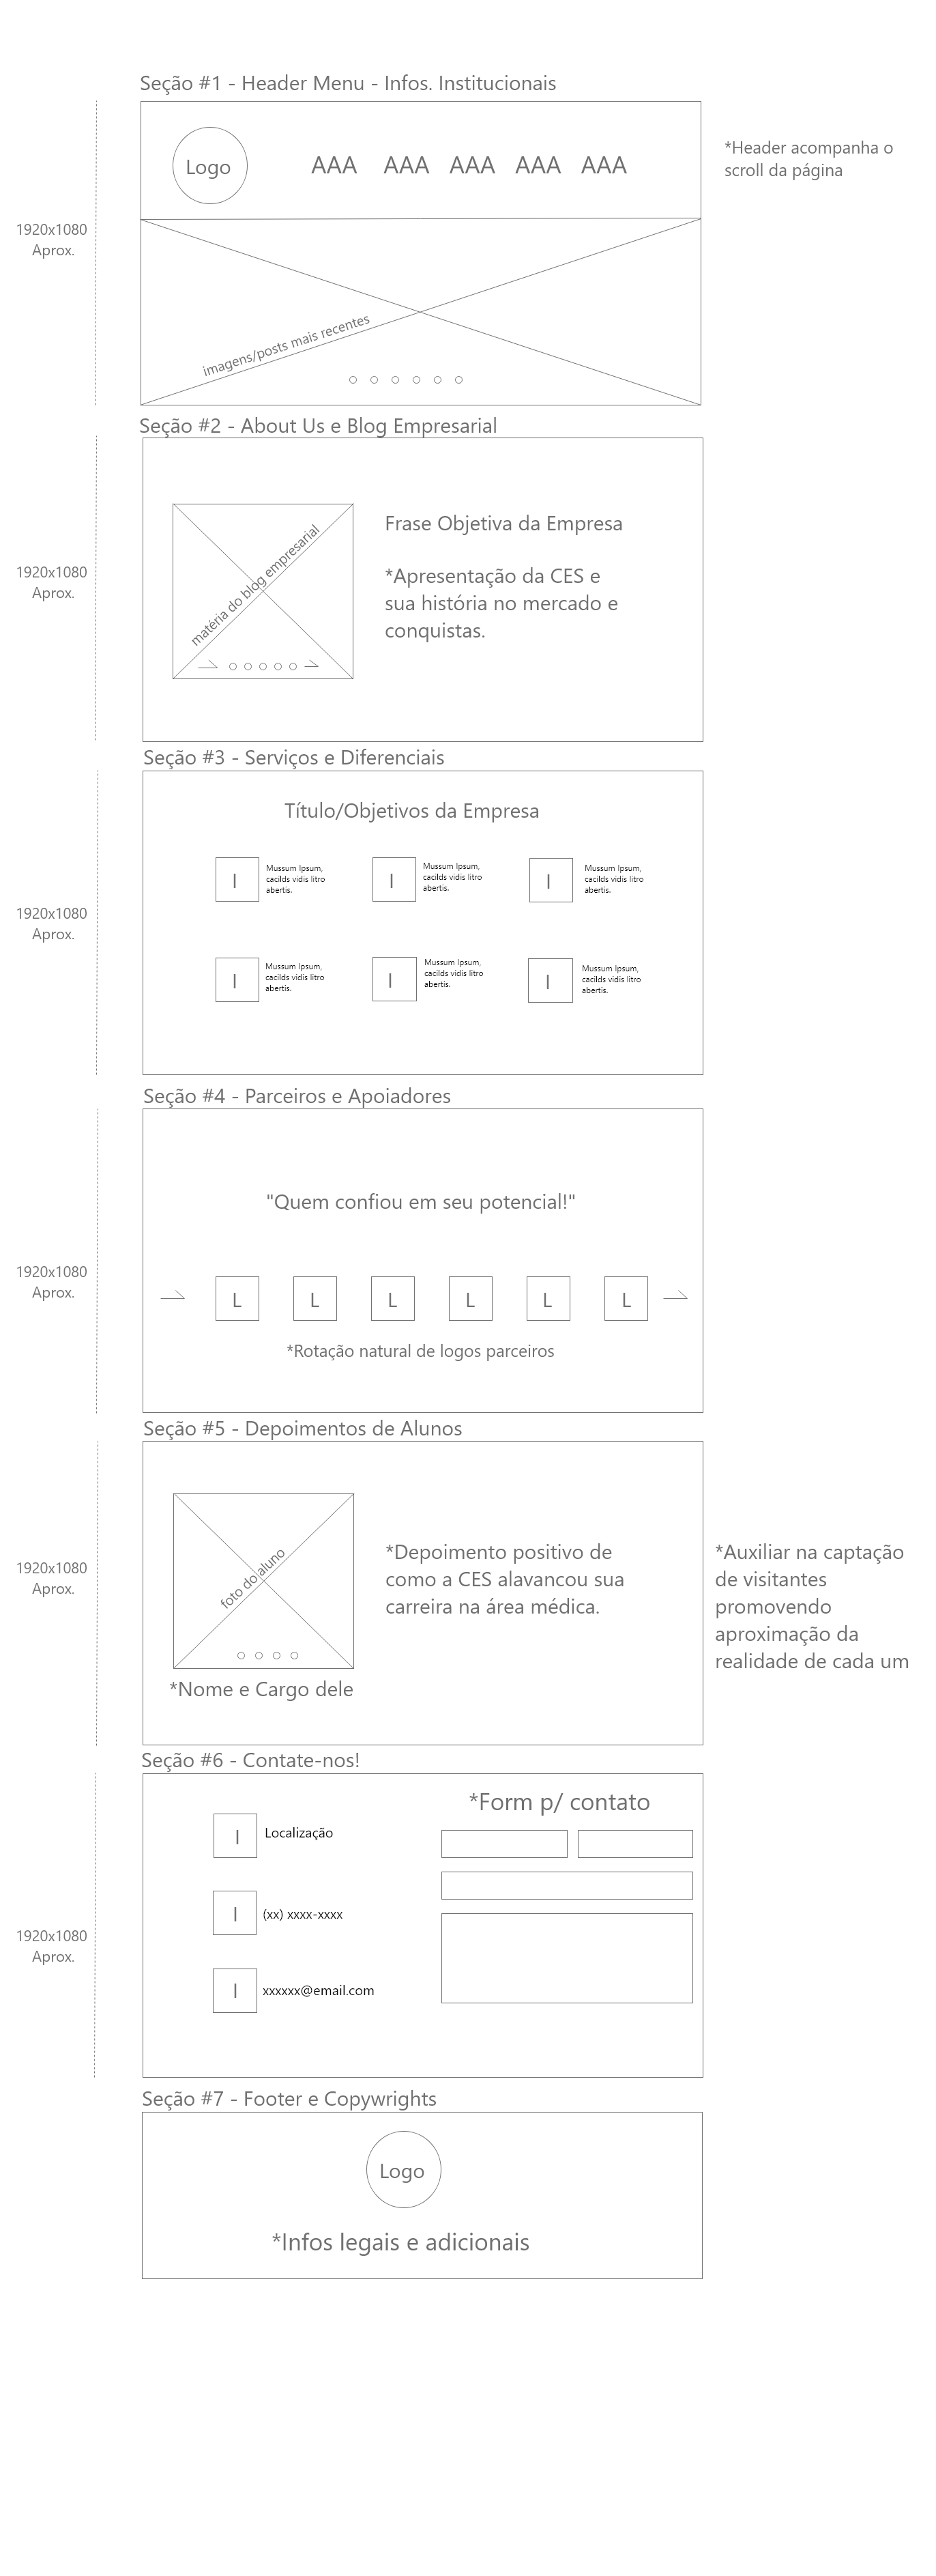 Seção #1 - Header Menu - Infos. Institucionais
Logo
AAA AAA AAA AAA AAA
*Header acompanha o
scroll da página
1920x1080
Aprox.
imagens/posts mais recentes
Seção #2 - About Us e Blog Empresarial
1920x1080
Aprox.
matéria do blog empresarial
Frase Objetiva da Empresa
*Apresentação da CES e
sua história no mercado e
conquistas.
Seção #3 - Serviços e Diferenciais
1920x1080
Aprox.
Título/Objetivos da Empresa
I
Mussum Ipsum,
cacilds vidis litro
abertis.
I
Mussum Ipsum,
cacilds vidis litro
abertis.
I
Mussum Ipsum,
cacilds vidis litro
abertis.
I
Mussum Ipsum,
cacilds vidis litro
abertis.
I
Mussum Ipsum,
cacilds vidis litro
abertis.
I
Mussum Ipsum,
cacilds vidis litro
abertis.
Seção #4 - Parceiros e Apoiadores
1920x1080
Aprox.
"Quem confiou em seu potencial!"
L L L L L L
*Rotação natural de logos parceiros
Seção #5 - Depoimentos de Alunos
1920x1080
Aprox.
foto do aluno
*Nome e Cargo dele
*Depoimento positivo de
como a CES alavancou sua
carreira na área médica.
*Auxiliar na captação
de visitantes
promovendo
aproximação da
realidade de cada um
Seção #6 - Contate-nos!
1920x1080
Aprox.
I
Localização
I
(xx) xxxx-xxxx
I
xxxxxx@email.com
*Form p/ contato
Seção #7 - Footer e Copywrights
Logo
*Infos legais e adicionais